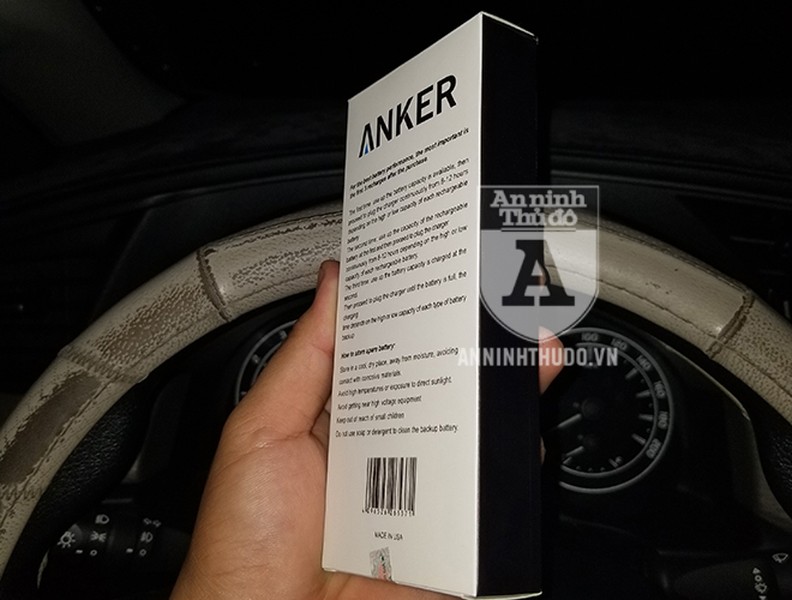 ANKER
For the best battery performance, the most important is
the first 3 recharges after the purchase.
The first time, use up the battery capacity is available, then
proceed to plug the charger continuously from 8-12 hours
depending on the high or low capacity of each rechargeable
battery
The second time, use up the capacity of the rechargeable
battery at the first and then proceed to plug the charger
continuously from 8-12 hours depending on the high or low
capacity of each rechargeable battery.
The third time, use up the battery capacity is charged at the
second.
Then proceed to plug the charger until the battery is full, the
charging
time depends on the high or low capacity of each type of battery
backup
How to store spare battery:
Store in a cool, dry place, away from moisture, avoiding
contact with corrosive materials.
Avoid high temperatures or exposure to direct sunlight.
Avoid getting near high voltage equipment
Keep out of reach of small children
Do not use soap or detergent to clean the backup battery.
MADE IN USA
An ninh
Thủ đô
A
ANNINHTHUDO.VN